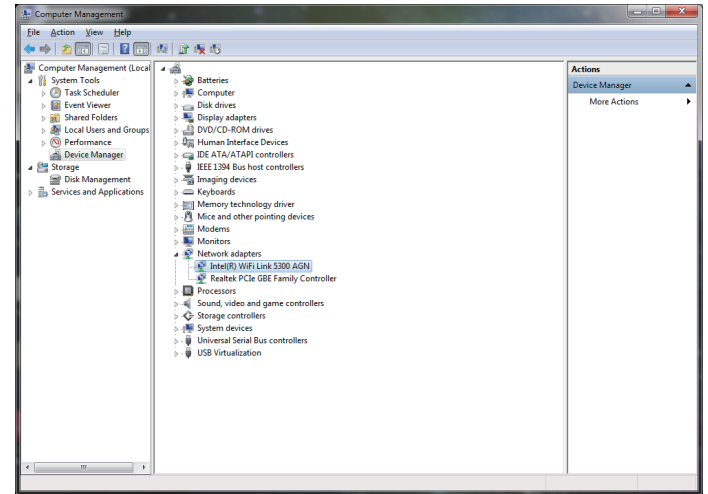 Computer Management
File Action View Help
Computer Management (Local
System Tools
Task Scheduler
Event Viewer
Shared Folders
Local Users and Groups
Performance
Device Manager
Storage
Disk Management
Services and Applications
Batteries
Computer
Disk drives
Display adapters
DVD/CD-ROM drives
Human Interface Devices
IDE ATA/ATAPI controllers
IEEE 1394 Bus host controllers
Imaging devices
Keyboards
Memory technology driver
Mice and other pointing devices
Modems
Monitors
Network adapters
Intel(R) WiFi Link 5300 AGN
Realtek PCIe GBE Family Controller
Processors
Sound, video and game controllers
Storage controllers
System devices
Universal Serial Bus controllers
USB Virtualization
Actions
Device Manager
More Actions